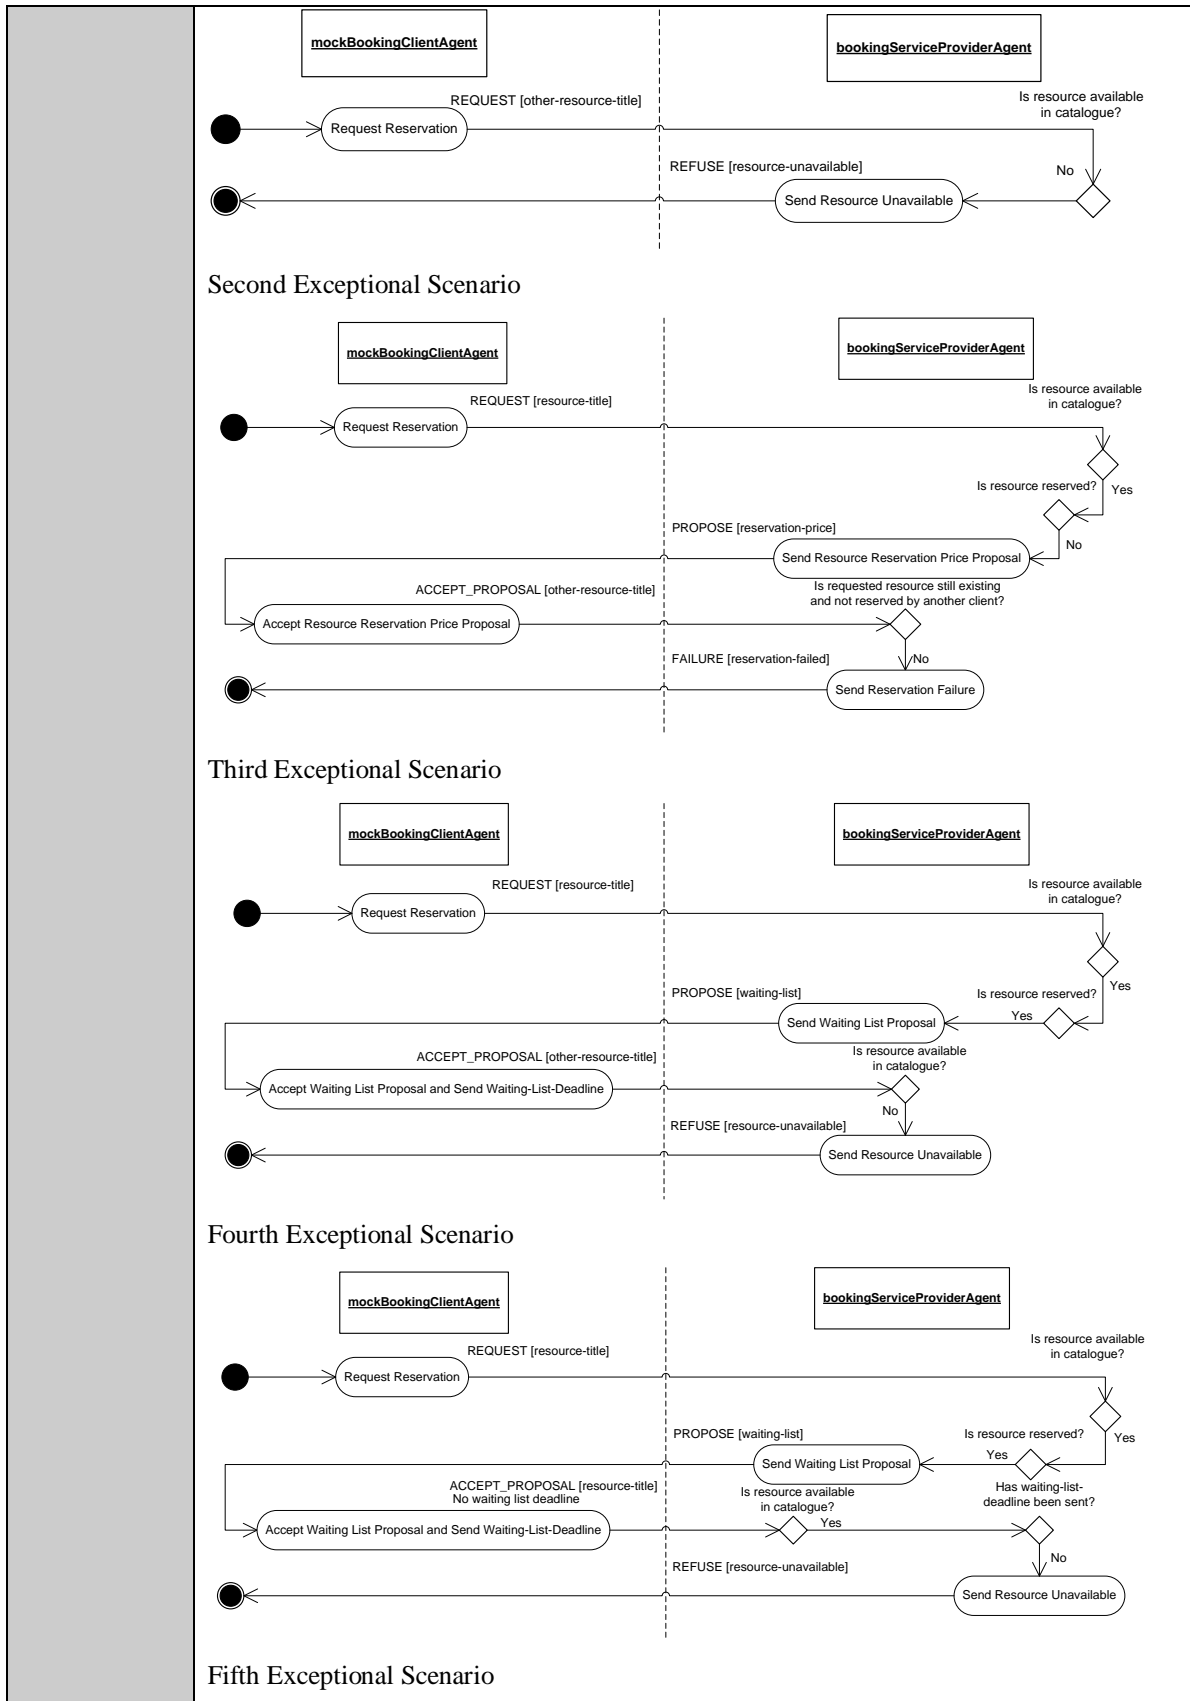 mockBookingClientAgent
bookingServiceProviderAgent
REQUEST [other-resource-title]
Is resource available
in catalogue?
Request Reservation
REFUSE [resource-unavailable]
No
Send Resource Unavailable
Second Exceptional Scenario
mockBookingClientAgent
bookingServiceProviderAgent
REQUEST [resource-title]
Is resource available
in catalogue?
Request Reservation
Is resource reserved?
Yes
PROPOSE [reservation-price]
No
Send Resource Reservation Price Proposal
ACCEPT_PROPOSAL [other-resource-title]
Is requested resource still existing
and not reserved by another client?
Accept Resource Reservation Price Proposal
FAILURE [reservation-failed]
No
Send Reservation Failure
Third Exceptional Scenario
mockBookingClientAgent
bookingServiceProviderAgent
REQUEST [resource-title]
Is resource available
in catalogue?
Request Reservation
Yes
PROPOSE [waiting-list]
Is resource reserved?
Yes
Send Waiting List Proposal
ACCEPT_PROPOSAL [other-resource-title]
Is resource available
in catalogue?
Accept Waiting List Proposal and Send Waiting-List-Deadline
No
REFUSE [resource-unavailable]
Send Resource Unavailable
Fourth Exceptional Scenario
mockBookingClientAgent
bookingServiceProviderAgent
REQUEST [resource-title]
Is resource available
in catalogue?
Request Reservation
PROPOSE [waiting-list]
Is resource reserved?
Yes
Yes
Send Waiting List Proposal
ACCEPT_PROPOSAL [resource-title]
No waiting list deadline
Is resource available
in catalogue?
Has waiting-list-
deadline been sent?
Accept Waiting List Proposal and Send Waiting-List-Deadline
Yes
No
REFUSE [resource-unavailable]
Send Resource Unavailable
Fifth Exceptional Scenario